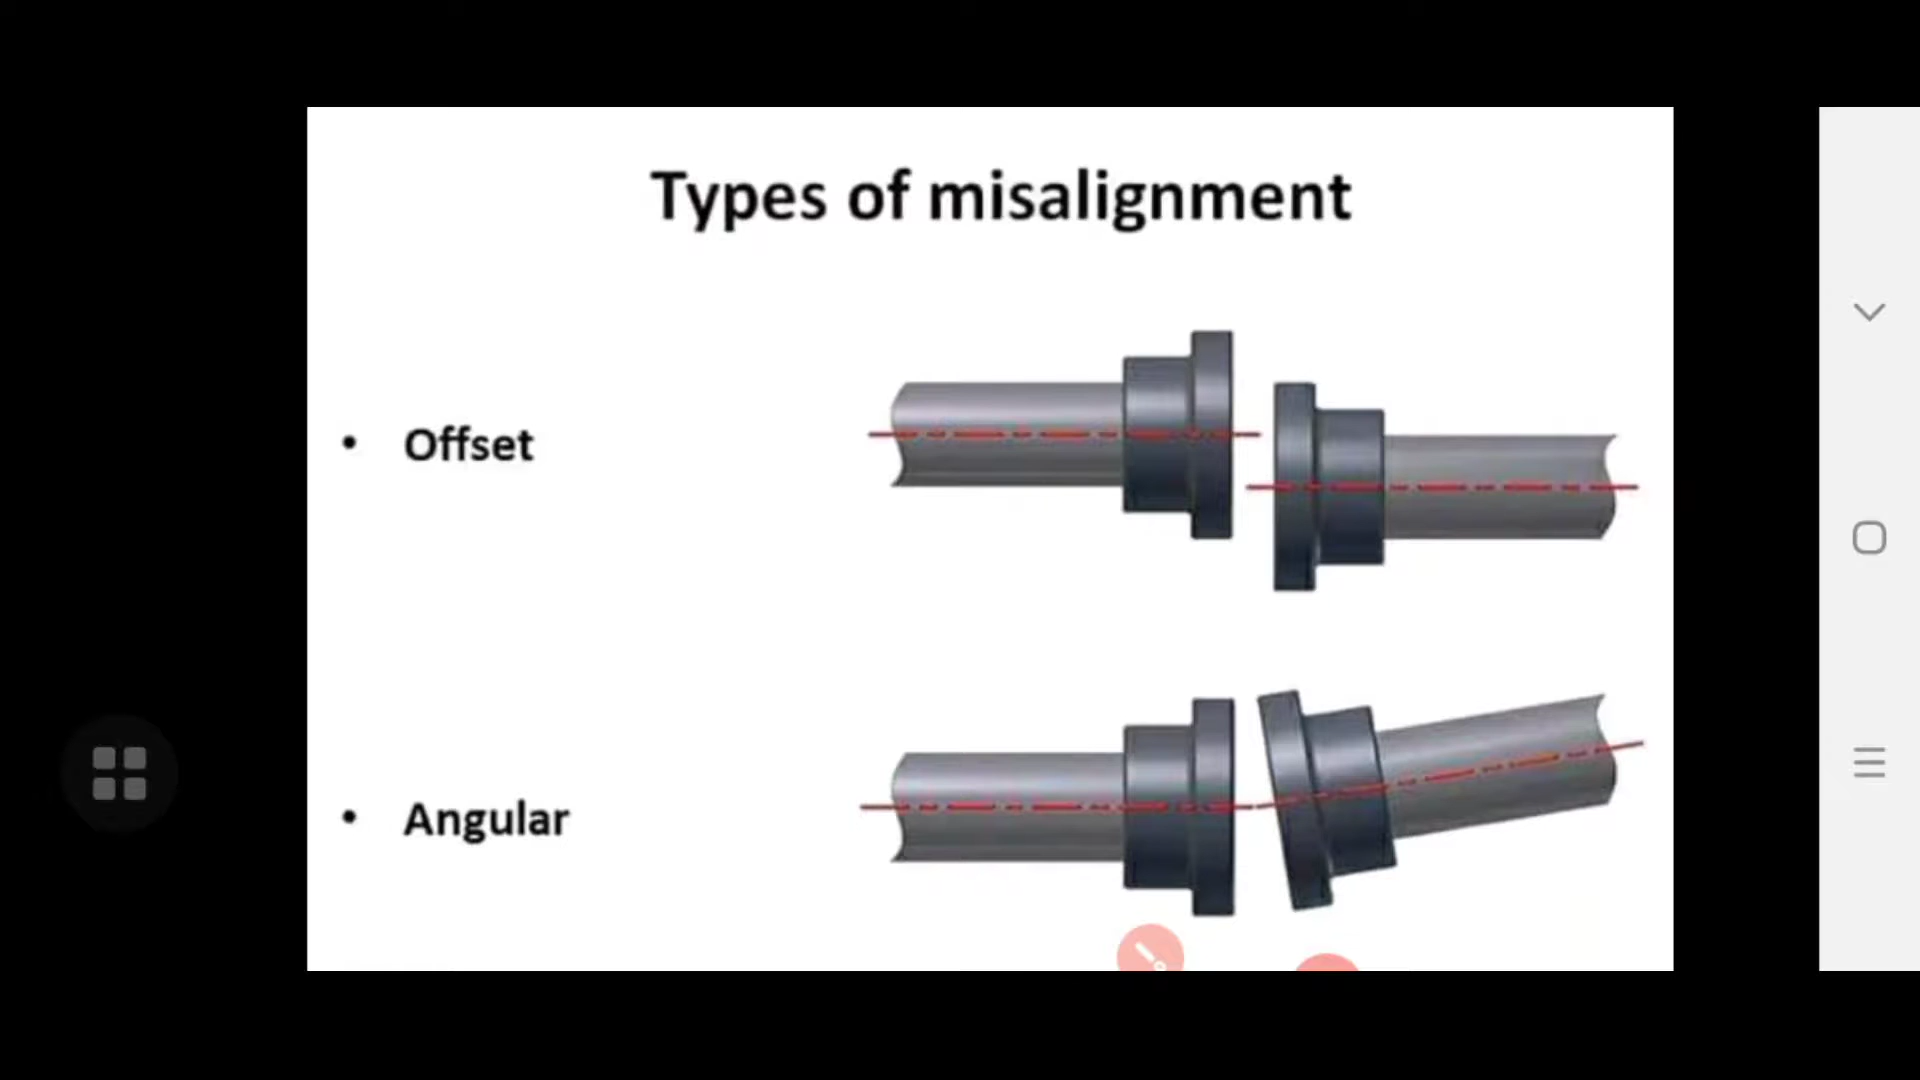 Types of misalignment
• Offset
• Angular